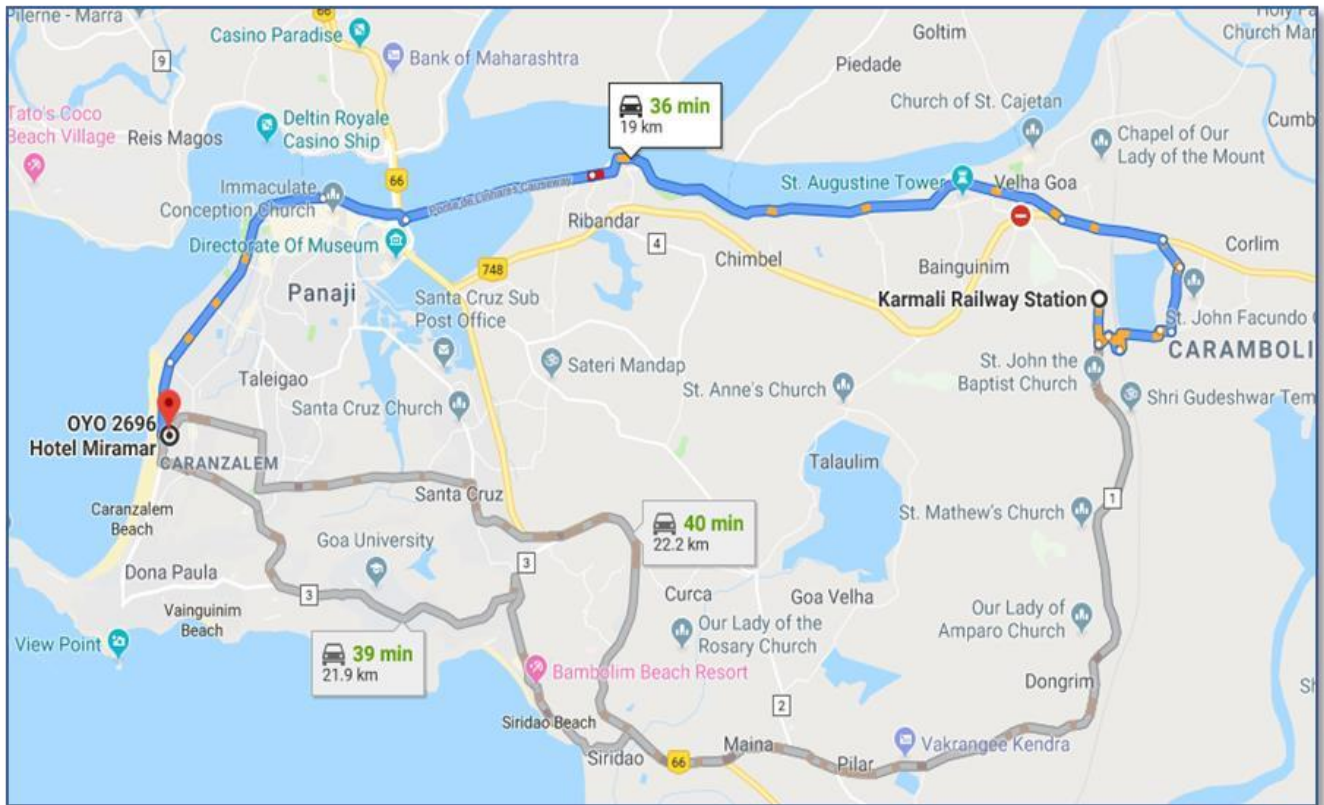 Pilerne - Marra
66
Casino Paradise
Goltim
Church Mar
Bank of Maharashtra
9
Piedade
36 min
19 km
Church of St. Cajetan
Tato's Coco
Beach Village
Reis Magos
Deltin Royale
Casino Ship
Cumb
Chapel of Our
Lady of the Mount
Immaculate
Conception Church
66
Ponte de Linhares Causeway
St. Augustine Tower
Velha Goa
Ribandar
Directorate Of Museum
4
Chimbel
Corlim
748
Bainguinim
Panaji
Santa Cruz Sub
Post Office
Karmali Railway Station
St. John Facundo
CARAMBOLI
Sateri Mandap
St. John the
Baptist Church
Taleigao
St. Anne's Church
Shri Gudeshwar Tem
Santa Cruz Church
OYO 2696
Hotel Miramar
CARANZALEM
Talaulim
Santa Cruz
1
Caranzalem
Beach
40 min
22.2 km
St. Mathew's Church
Goa University
3
Dona Paula
3
Curca
Goa Velha
Vainguinim
Beach
Our Lady of
Amparo Church
Our Lady of the
Rosary Church
View Point
39 min
21.9 km
Bambolim Beach Resort
Dongrim
2
Siridao Beach
Siridao
66
Maina
Pilar
Vakrangee Kendra